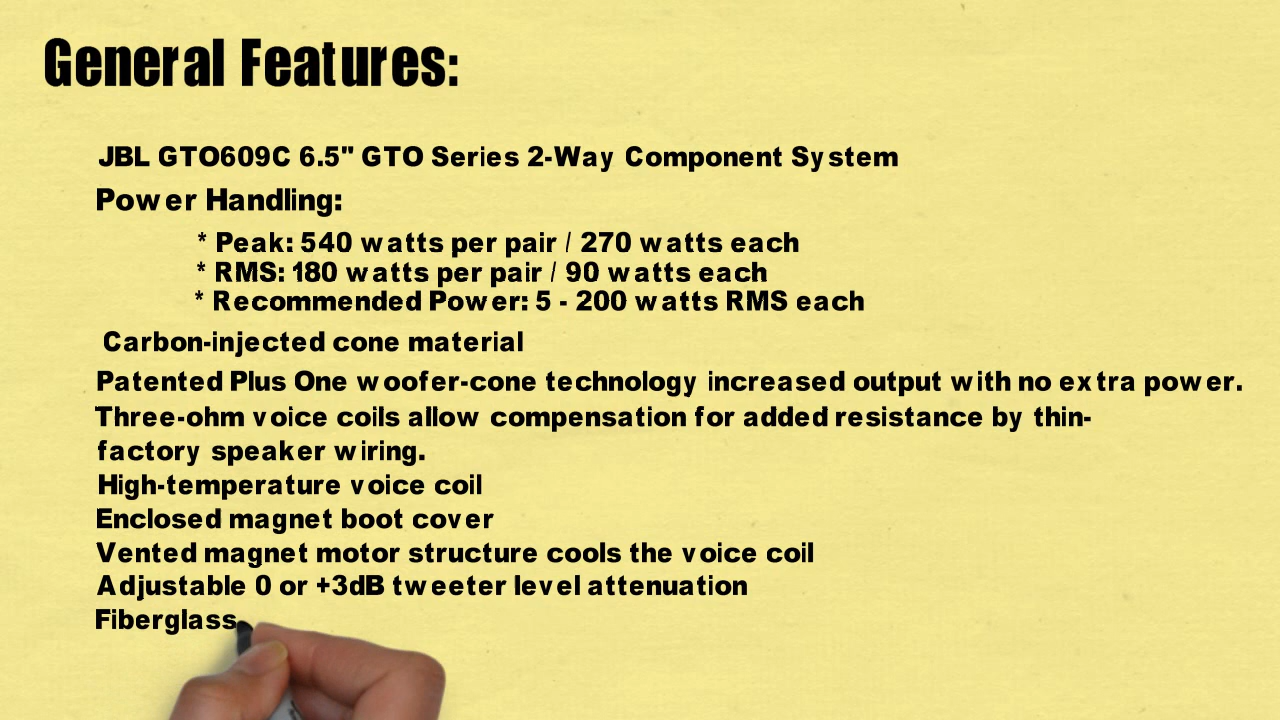 General Features:
JBL GTO609C 6.5" GTO Series 2-Way Component System
Power Handling:
* Peak: 540 watts per pair / 270 watts each
* RMS: 180 watts per pair / 90 watts each
* Recommended Power: 5 - 200 watts RMS each
Carbon-injected cone material
Patented Plus One woofer-cone technology increased output with no extra power.
Three-ohm voice coils allow compensation for added resistance by thin-
factory speaker wiring.
High-temperature voice coil
Enclosed magnet boot cover
Vented magnet motor structure cools the voice coil
Adjustable 0 or +3dB tweeter level attenuation
Fiberglass